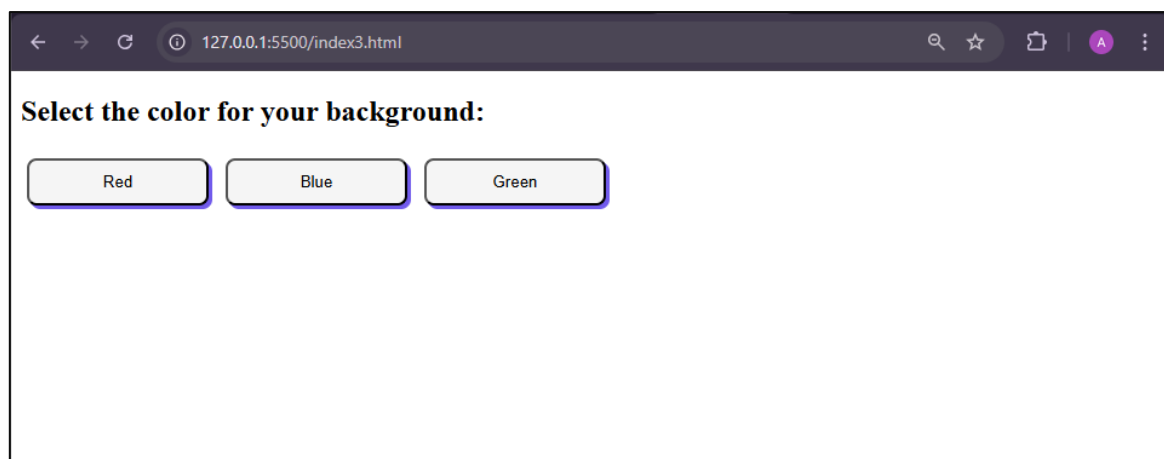 127.0.0.1:5500/index3.html
A
Select the color for your background:
Red Blue Green